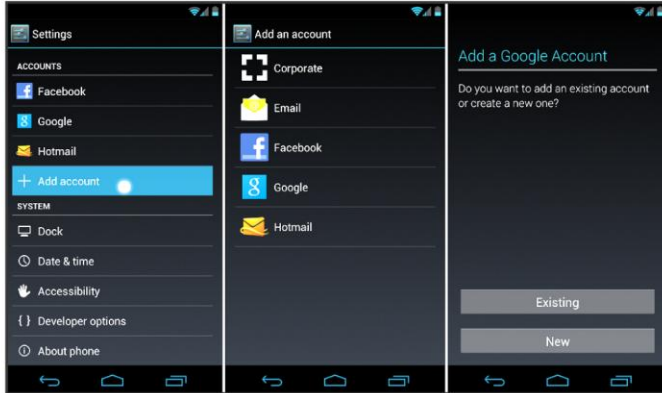 Settings
ACCOUNTS
Facebook
Google
Hotmail
+ Add account
SYSTEM
Dock
Date & time
Accessibility
{ } Developer options
About phone
Add an account
Corporate
Email
Facebook
Google
Hotmail
Add a Google Account
Do you want to add an existing account
or create a new one?
Existing
New